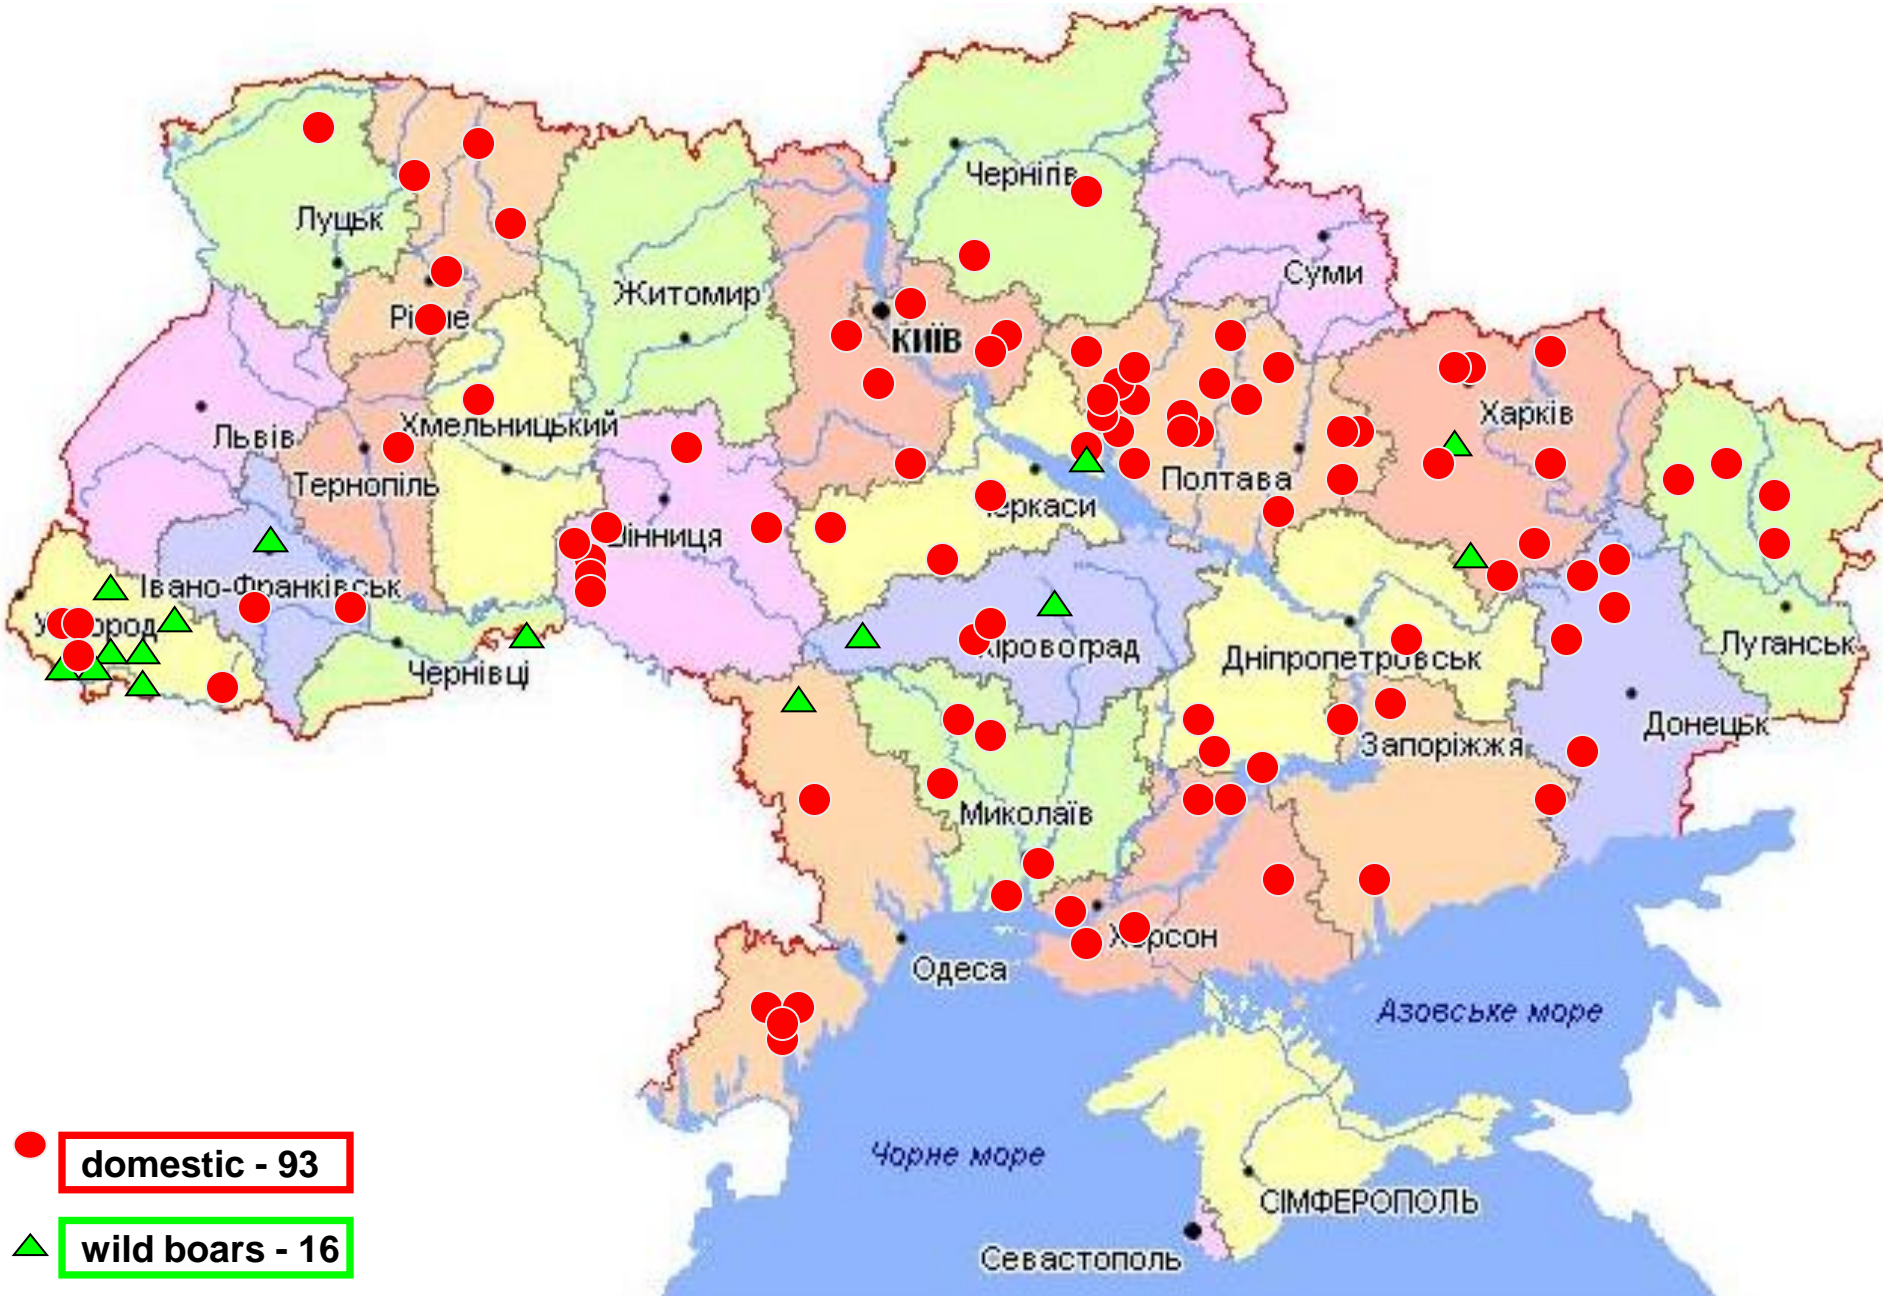 Чернігів
Луцьк
Суми
Житомир
Рівне
КИЇВ
Харків
Хмельницький
Львів
Тернопіль
Полтава
Черкаси
Вінниця
Івано-Франківськ
Ужгород
Кіровоград
Дніпропетровськ
Луганськ
Чернівці
Донецьк
Запоріжжя
Миколаїв
Херсон
Одеса
Азовське море
Чорне море
СІМФЕРОПОЛЬ
Севастополь
domestic - 93
wild boars - 16